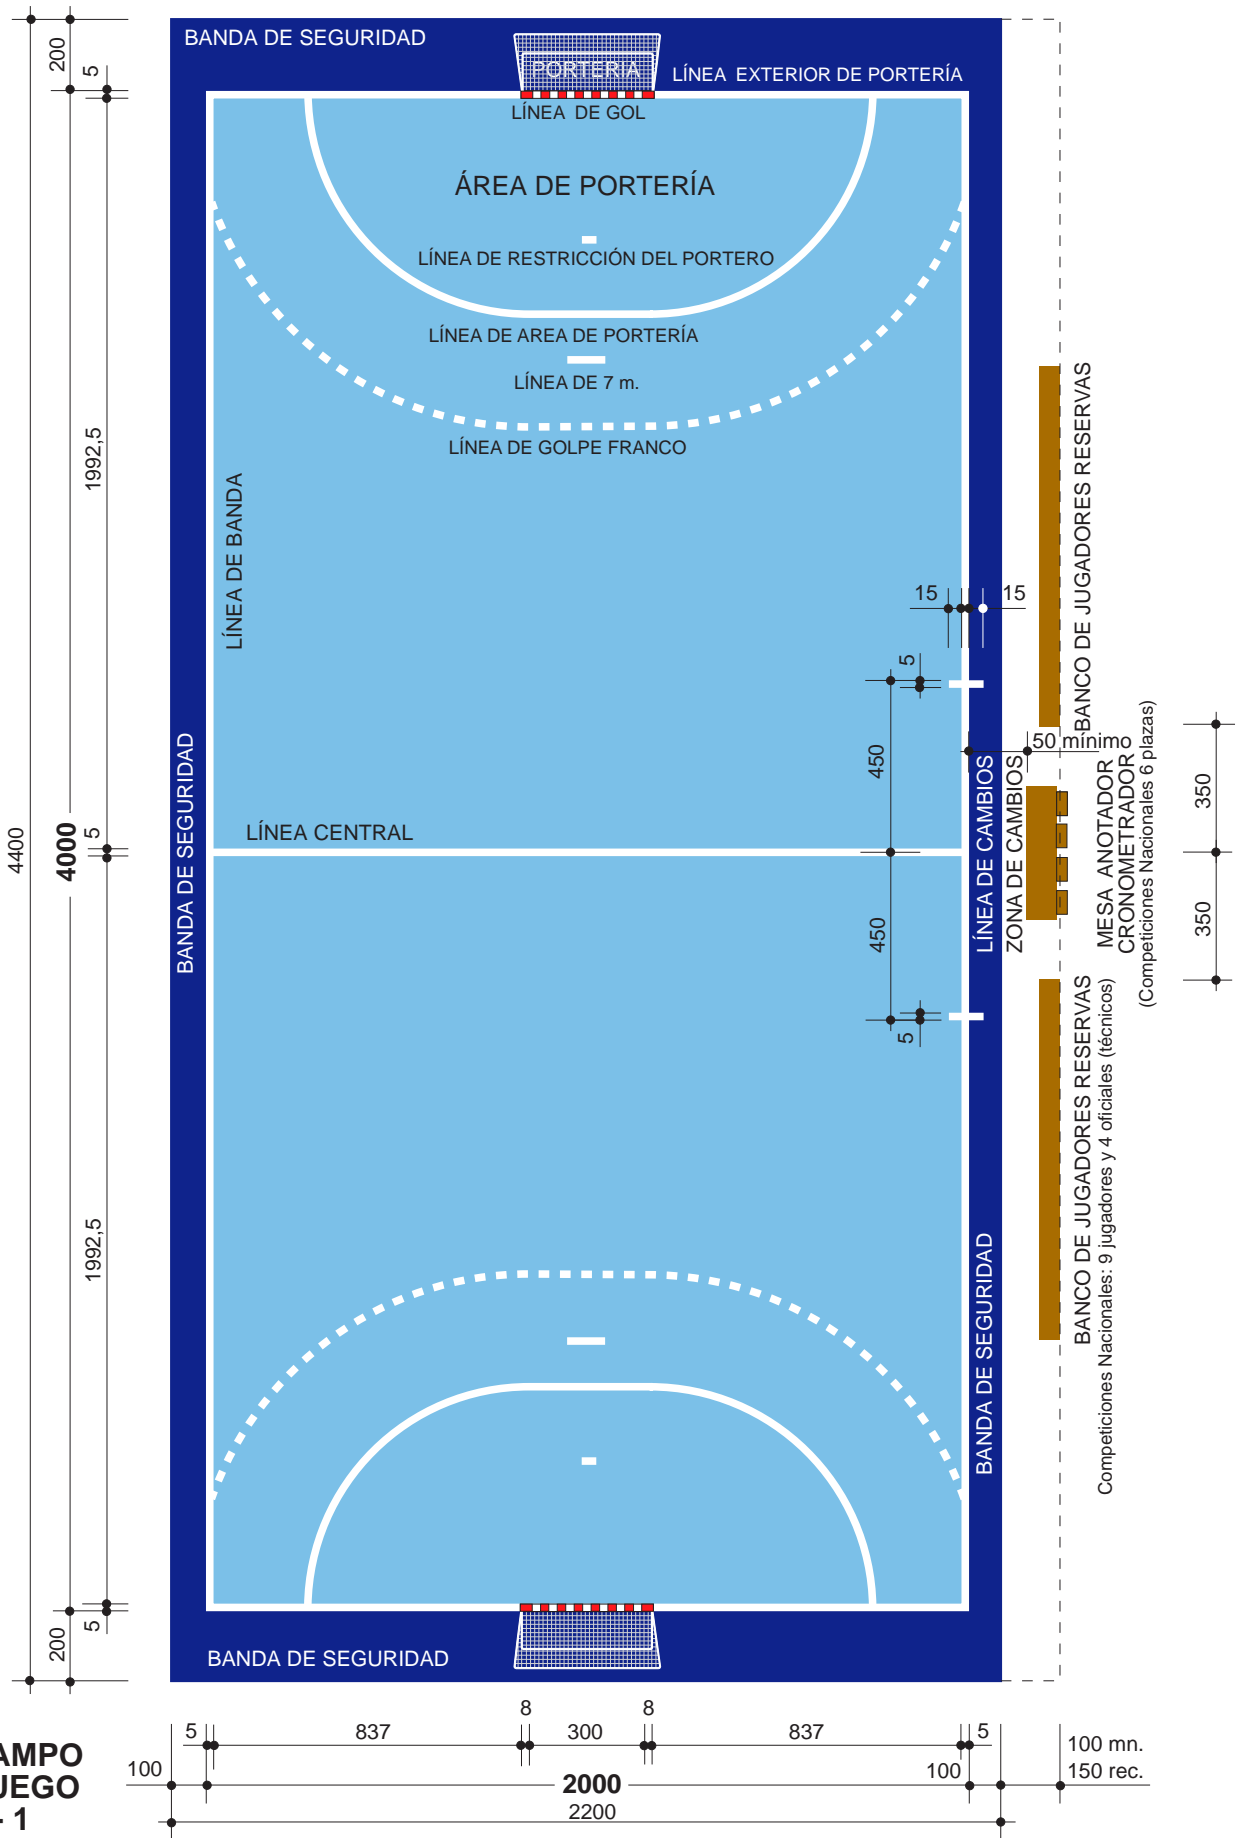 BANDA DE SEGURIDAD
PORTERIA
LÍNEA EXTERIOR DE PORTERÍA
LÍNEA DE GOL
ÁREA DE PORTERÍA
LÍNEA DE RESTRICCIÓN DEL PORTERO
LÍNEA DE AREA DE PORTERÍA
LÍNEA DE 7 m.
LÍNEA DE GOLPE FRANCO
LÍNEA DE BANDA
BANDA DE SEGURIDAD
LÍNEA CENTRAL
200
5
1992,5
4400
4000
5
1992,5
200
5
15
15
5
450
450
5
50 mínimo
LÍNEA DE CAMBIOS
ZONA DE CAMBIOS
BANCO DE JUGADORES RESERVAS
MESA ANOTADOR
CRONOMETRADOR
(Competiciones Nacionales 6 plazas)
350
350
BANCO DE JUGADORES RESERVAS
Competiciones Nacionales: 9 jugadores y 4 oficiales (técnicos)
BANDA DE SEGURIDAD
BANDA DE SEGURIDAD
5
837
8
300
8
837
5
100
2000
100
2200
100 mn.
150 rec.
AMPO
UEGO
- 1